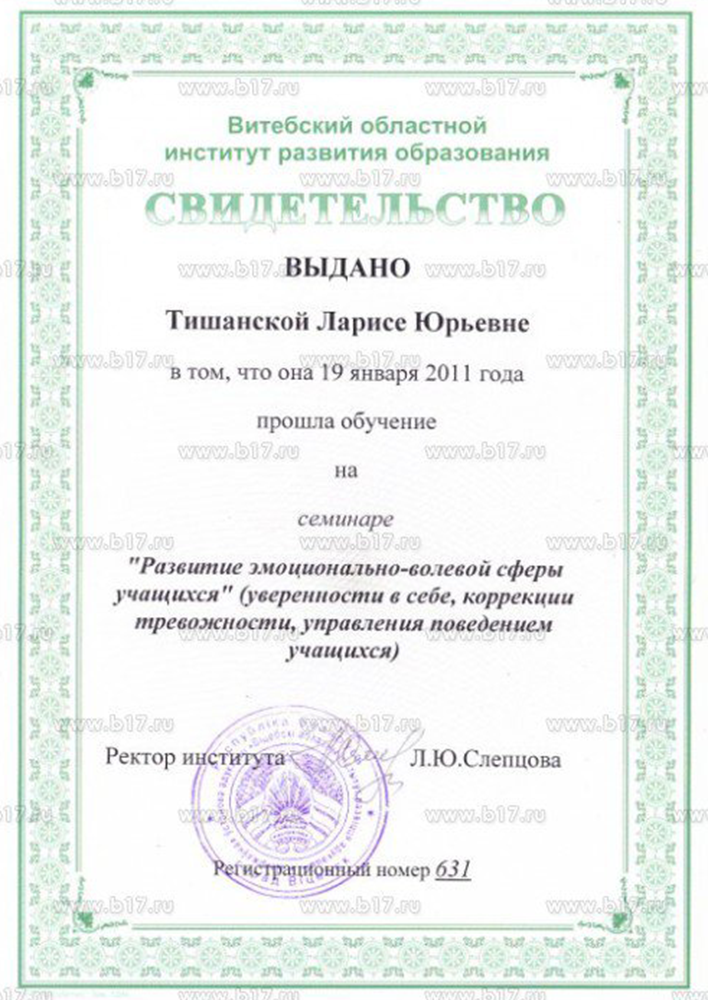 Витебский областной
институт развития образования
СВИДЕТЕЛЬСТВО
ВЫДАНО
Тишанской Ларисе Юрьевне
в том, что она 19 января 2011 года
прошла обучение
на
семинаре
"Развитие эмоционально-волевой сферы
учащихся" (уверенности в себе, коррекции
тревожности, управления поведением
учащихся)
Ректор института Л.Ю.Слепцова
Регистрационный номер 631
www.b17.ru